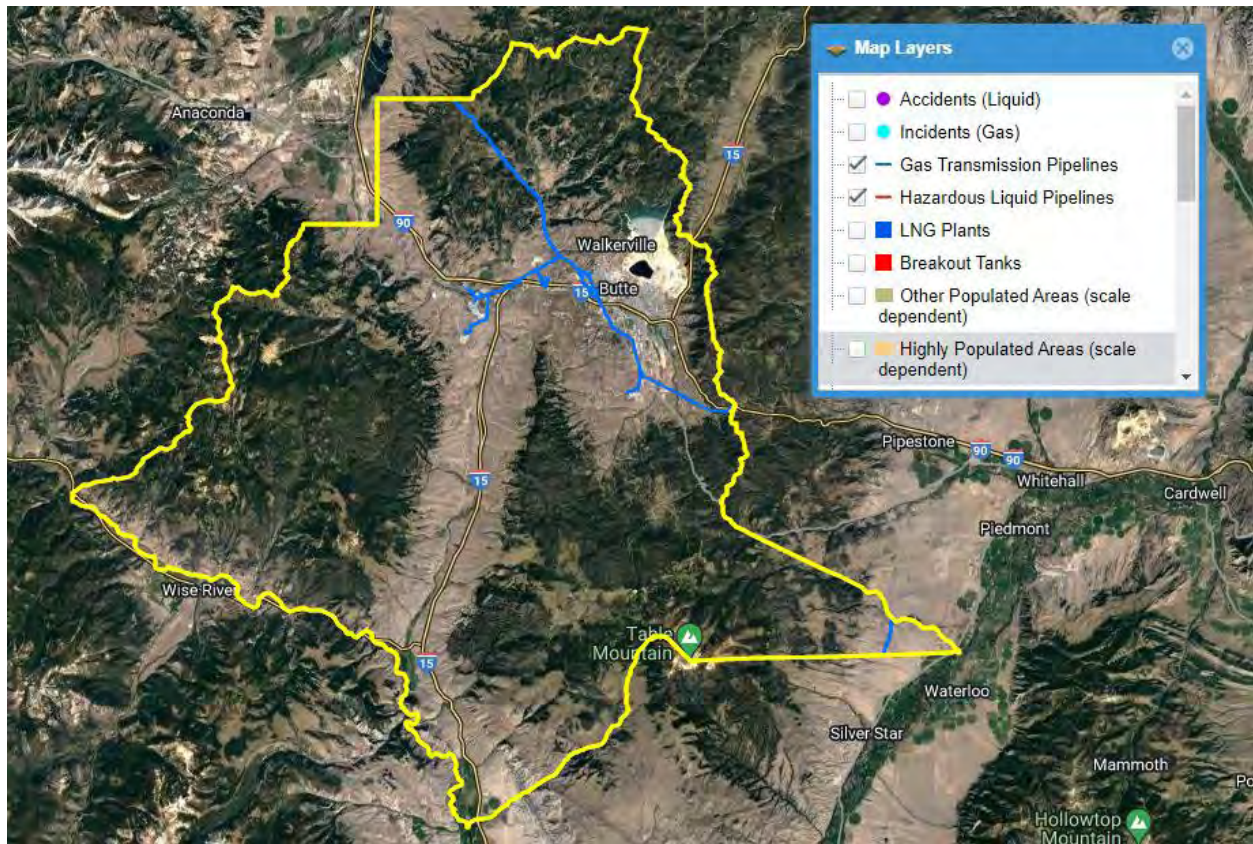 Map Layers
Accidents (Liquid)
Incidents (Gas)
Gas Transmission Pipelines
Hazardous Liquid Pipelines
LNG Plants
Breakout Tanks
Other Populated Areas (scale
dependent)
Highly Populated Areas (scale
dependent)
Anaconda
15
90
Walkerville
15
Butte
Pipestone
90
90
15
Whitehall
Cardwell
Piedmont
Wise River
Table
Mountain
15
Waterloo
Silver Star
Mammoth
Po
Hollowtop
Mountain